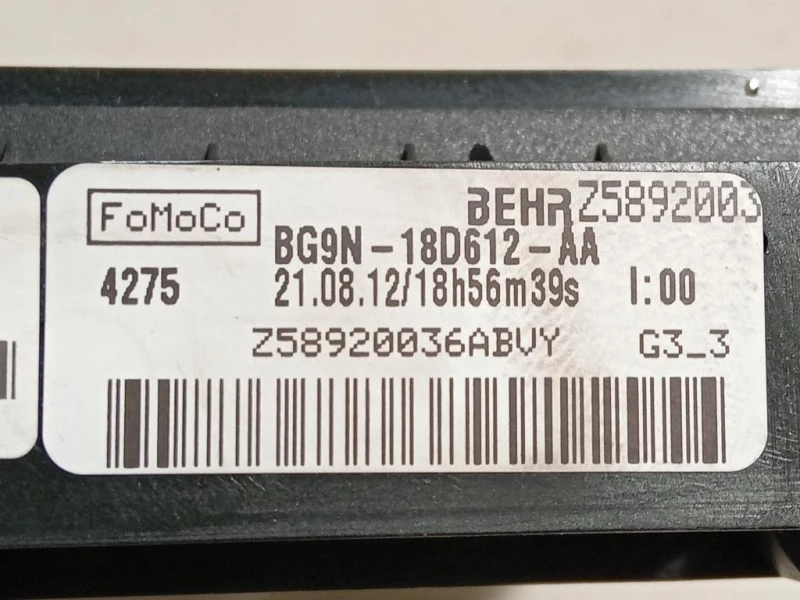 FoMoCo BEHR Z5892003
BG9N-18D612-AA
4275 21.08.12/18h56m39s I:00
Z58920036ABVY G3_3